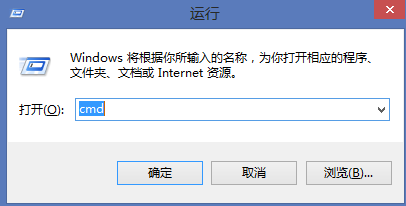 运行
Windows 将根据你所输入的名称，为你打开相应的程序、
文件夹、文档或 Internet 资源。
打开(O): cmd
确定 取消 浏览(B)...